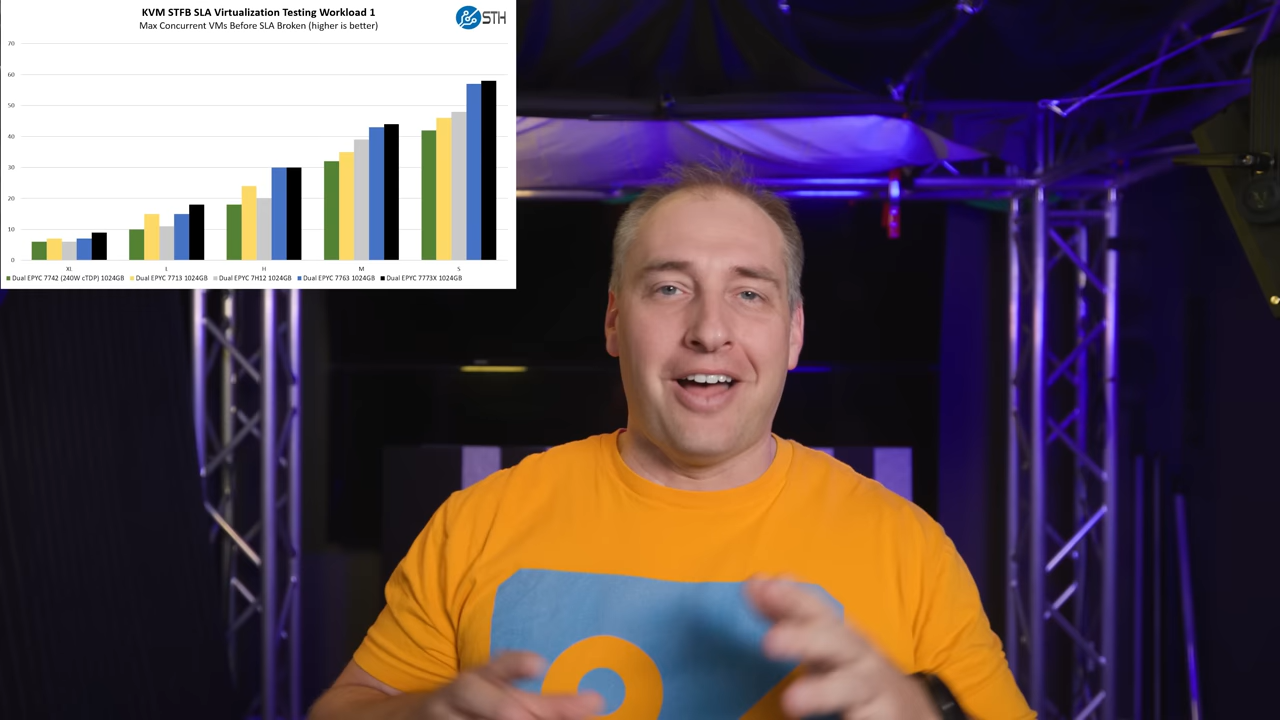 KVM STFB SLA Virtualization Testing Workload 1
Max Concurrent VMs Before SLA Broken (higher is better)
STH
70
60
50
40
30
20
10
0
XL L H M S
Dual EPYC 7742 (240W cTDP) 1024GB Dual EPYC 7713 1024GB Dual EPYC 7H12 1024GB Dual EPYC 7763 1024GB Dual EPYC 7773X 1024GB